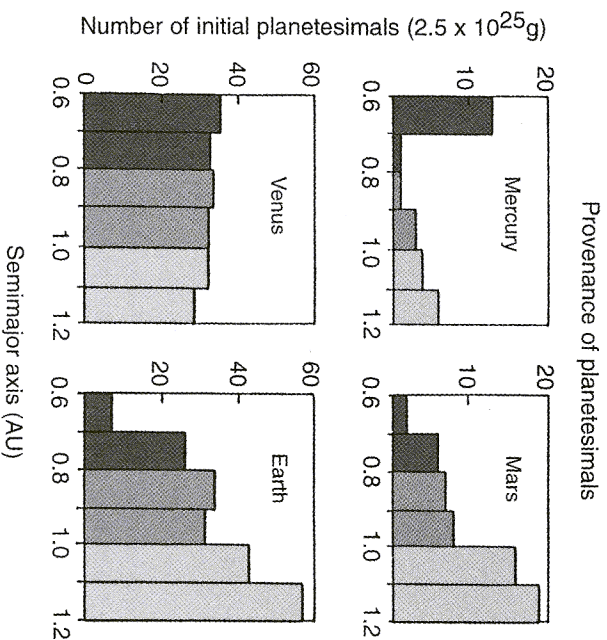 Provenance of planetesimals
Number of initial planetesimals (2.5 x 10²⁵g)
20
10
Mercury
0.6 0.8 1.0 1.2
20
10
Mars
0.6 0.8 1.0 1.2
60
40
20
0
Venus
0.6 0.8 1.0 1.2
60
40
20
Earth
0.6 0.8 1.0 1.2
Semimajor axis (AU)